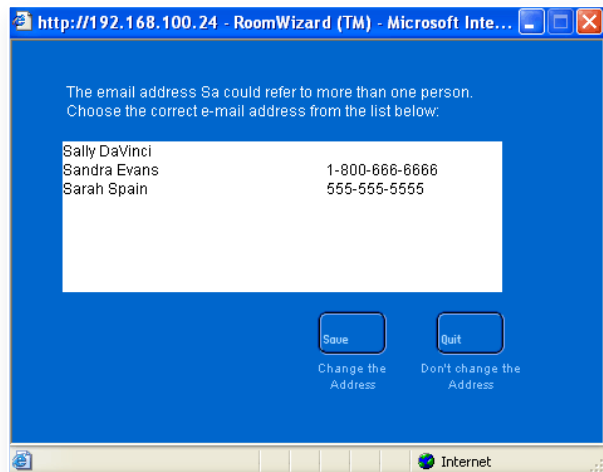 http://192.168.100.24 - RoomWizard (TM) - Microsoft Inte...
The email address Sa could refer to more than one person.
Choose the correct e-mail address from the list below:
Sally DaVinci
Sandra Evans 1-800-666-6666
Sarah Spain 555-555-5555
Save Quit
Change the Address Don't change the Address
Internet